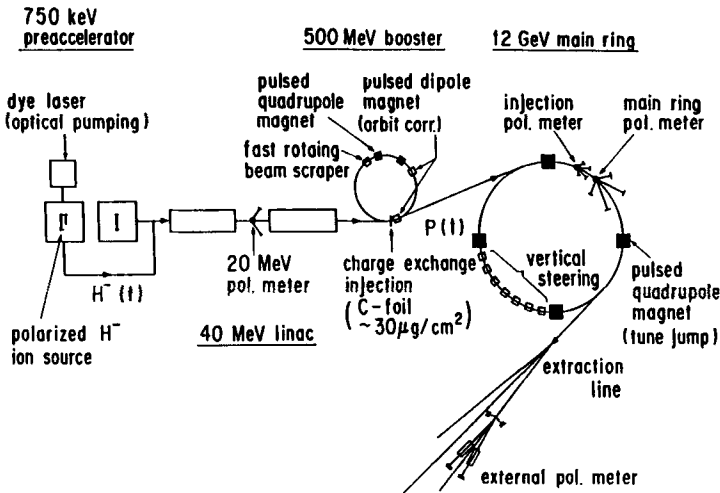 750 keV
preaccelerator
500 MeV booster
12 GeV main ring
dye laser
(optical pumping)
pulsed
quadrupole
magnet
pulsed dipole
magnet
(orbit corr.)
fast rotaing
beam scraper
injection
pol. meter
main ring
pol. meter
II
I
H⁻(↑)
polarized H⁻
ion source
20 MeV
pol. meter
40 MeV linac
charge exchange
injection
( C-foil
~30μg/cm² )
P(↑)
vertical
steering
pulsed
quadrupole
magnet
(tune jump)
extraction
line
external pol. meter